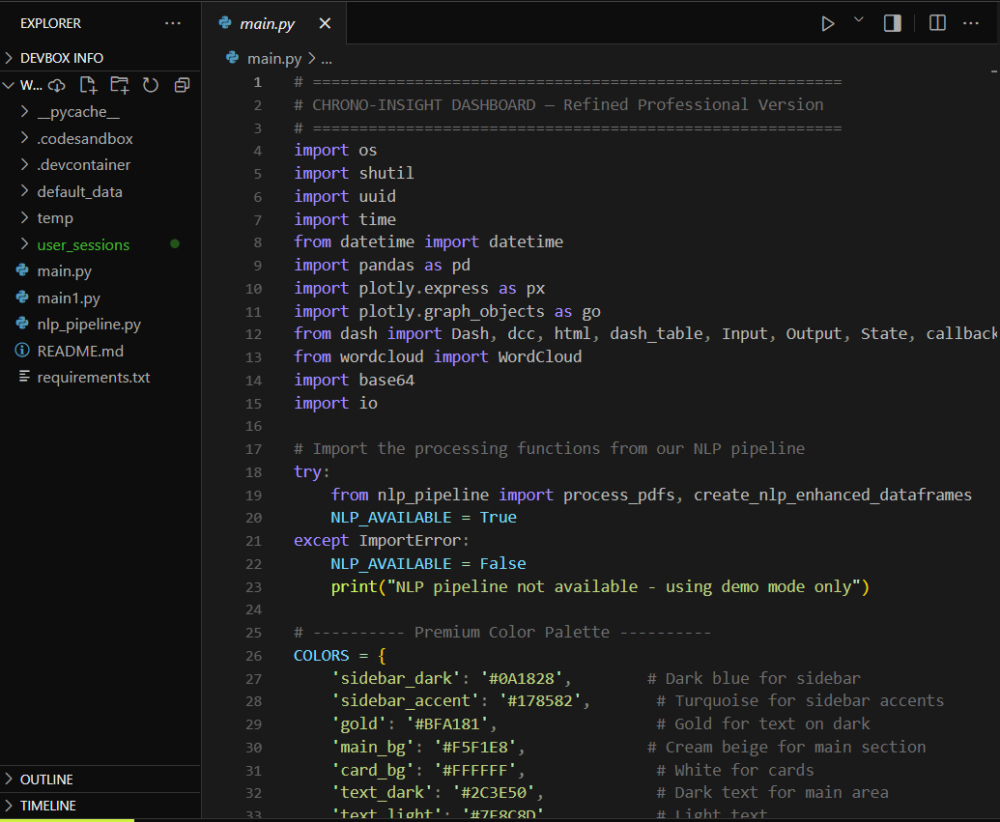 EXPLORER
DEVBOX INFO
W...
__pycache__
.codesandbox
.devcontainer
default_data
temp
user_sessions
main.py
main1.py
nlp_pipeline.py
README.md
requirements.txt
OUTLINE
TIMELINE
main.py
main.py > ...
1 # =========================================================
2 # CHRONO-INSIGHT DASHBOARD — Refined Professional Version
3 # =========================================================
4 import os
5 import shutil
6 import uuid
7 import time
8 from datetime import datetime
9 import pandas as pd
10 import plotly.express as px
11 import plotly.graph_objects as go
12 from dash import Dash, dcc, html, dash_table, Input, Output, State, callback
13 from wordcloud import WordCloud
14 import base64
15 import io
16
17 # Import the processing functions from our NLP pipeline
18 try:
19     from nlp_pipeline import process_pdfs, create_nlp_enhanced_dataframes
20     NLP_AVAILABLE = True
21 except ImportError:
22     NLP_AVAILABLE = False
23     print("NLP pipeline not available - using demo mode only")
24
25 # ---------- Premium Color Palette ----------
26 COLORS = {
27     'sidebar_dark': '#0A1828',        # Dark blue for sidebar
28     'sidebar_accent': '#178582',       # Turquoise for sidebar accents
29     'gold': '#BFA181',                 # Gold for text on dark
30     'main_bg': '#F5F1E8',             # Cream beige for main section
31     'card_bg': '#FFFFFF',              # White for cards
32     'text_dark': '#2C3E50',            # Dark text for main area
33     'text_light': '#7F8C8D',           # Light text